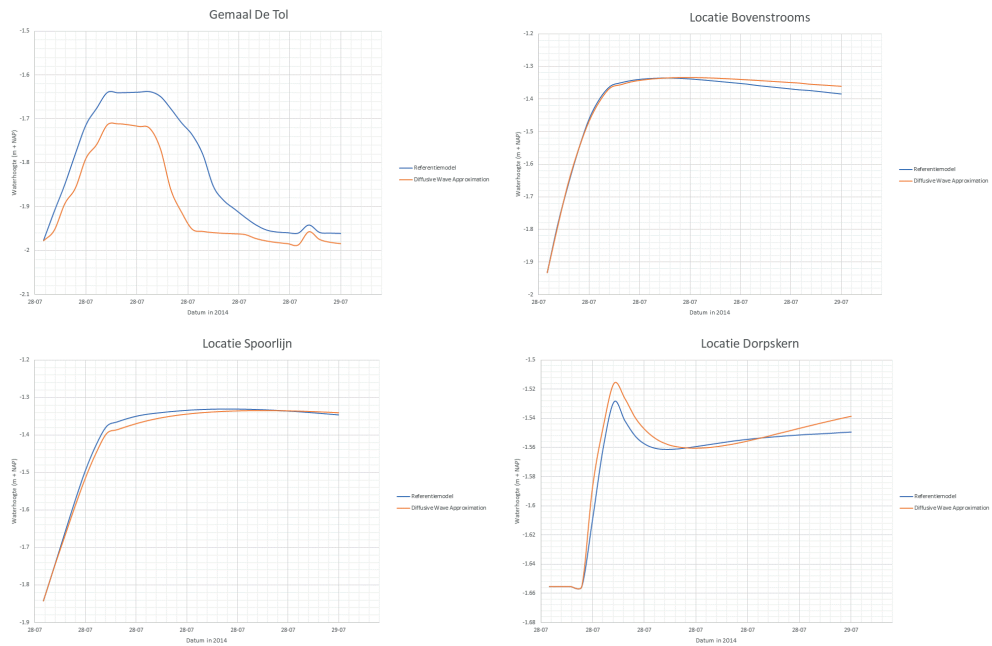 Gemaal De Tol
-1.5
-1.6
-1.7
-1.8
-1.9
-2
-2.1
Waterhoogte (m + NAP)
28-07 28-07 28-07 28-07 28-07 28-07 29-07
Datum in 2014
Referentiemodel
Diffusive Wave Approximation
Locatie Bovenstrooms
-1.2
-1.3
-1.4
-1.5
-1.6
-1.7
-1.8
-1.9
-2
Waterhoogte (m + NAP)
28-07 28-07 28-07 28-07 28-07 28-07 29-07
Datum in 2014
Referentiemodel
Diffusive Wave Approximation
Locatie Spoorlijn
-1.2
-1.3
-1.4
-1.5
-1.6
-1.7
-1.8
-1.9
Waterhoogte (m + NAP)
28-07 28-07 28-07 28-07 28-07 28-07 29-07
Datum in 2014
Referentiemodel
Diffusive Wave Approximation
Locatie Dorpskern
-1.5
-1.52
-1.54
-1.56
-1.58
-1.6
-1.62
-1.64
-1.66
-1.68
Waterhoogte (m + NAP)
28-07 28-07 28-07 28-07 28-07 28-07 29-07
Datum in 2014
Referentiemodel
Diffusive Wave Approximation